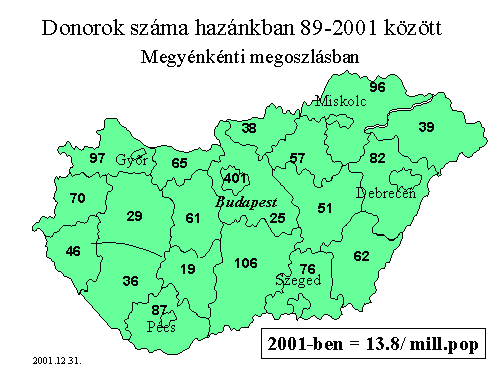 Donorok száma hazánkban 89-2001 között
Megyénkénti megoszlásban
96
Miskolc
38
39
97
Győr
65
57
82
401
Debrecen
70
Budapest
29
61
25
51
46
106
62
36
19
76
Szeged
87
Pécs
2001-ben = 13.8/ mill.pop
2001.12.31.